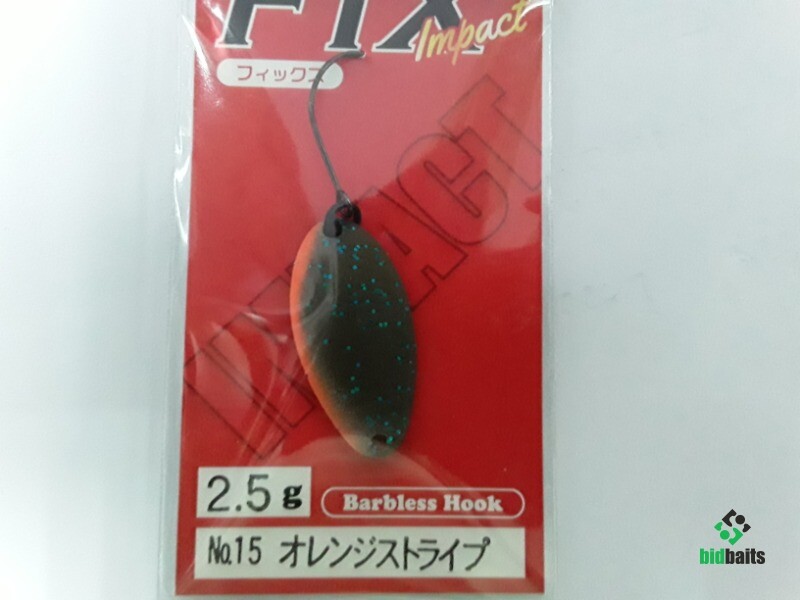 FIX
Impact
フィックス
IMPACT
2.5g
Barbless Hook
No.15 オレンジストライプ
bidbaits